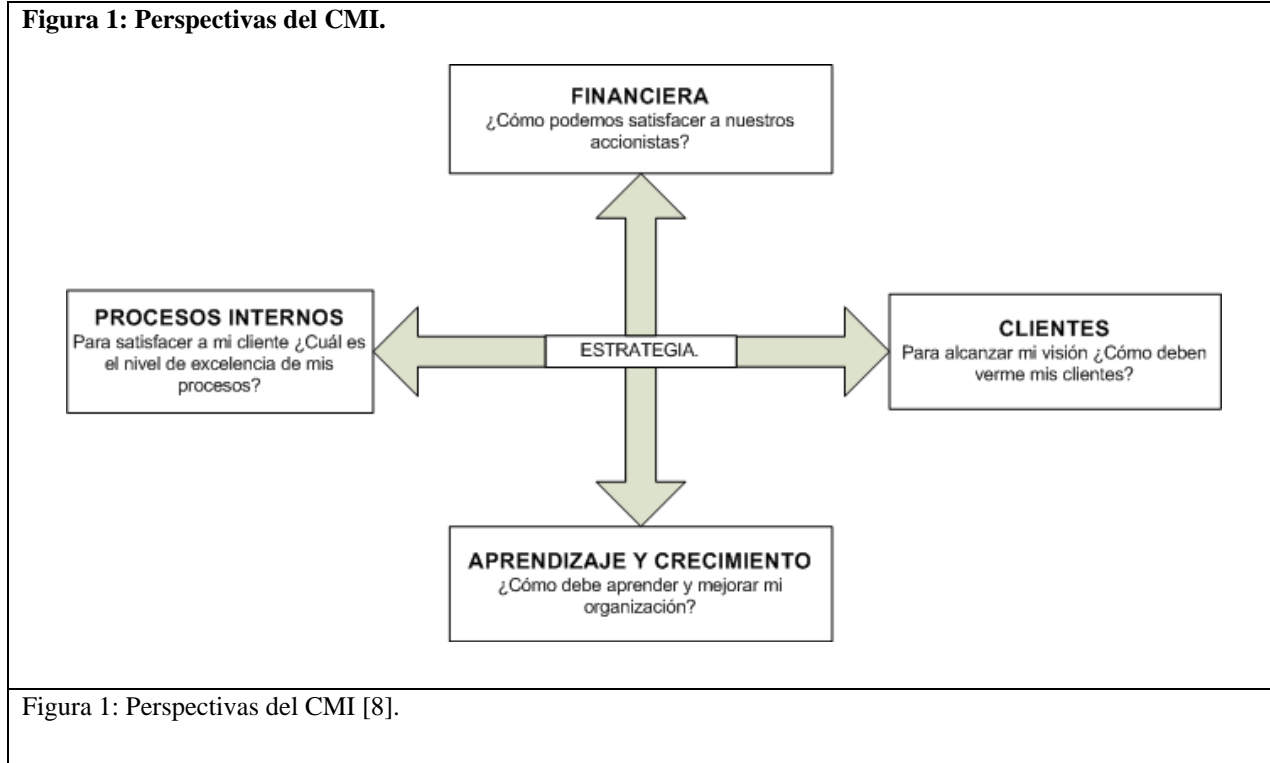 Figura 1: Perspectivas del CMI.
FINANCIERA
¿Cómo podemos satisfacer a nuestros
accionistas?
PROCESOS INTERNOS
Para satisfacer a mi cliente ¿Cuál es
el nivel de excelencia de mis
procesos?
ESTRATEGIA.
CLIENTES
Para alcanzar mi visión ¿Cómo deben
verme mis clientes?
APRENDIZAJE Y CRECIMIENTO
¿Cómo debe aprender y mejorar mi
organización?
Figura 1: Perspectivas del CMI [8].